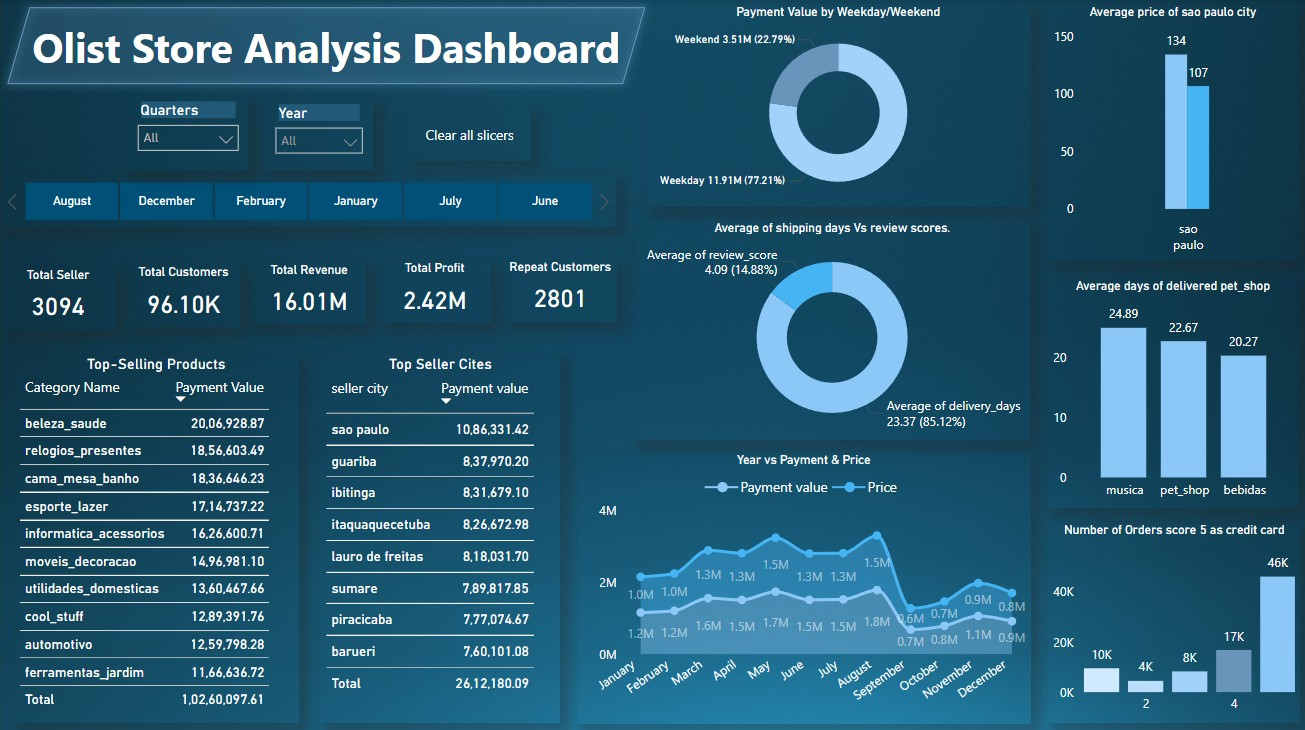 Olist Store Analysis Dashboard
Quarters
All
Year
All
Clear all slicers
August December February January July June
Total Seller
3094
Total Customers
96.10K
Total Revenue
16.01M
Total Profit
2.42M
Repeat Customers
2801
Top-Selling Products
Category Name Payment Value
beleza_saude 20,06,928.87
relogios_presentes 18,56,603.49
cama_mesa_banho 18,36,646.23
esporte_lazer 17,14,737.22
informatica_acessorios 16,26,600.71
moveis_decoracao 14,96,981.10
utilidades_domesticas 13,60,467.66
cool_stuff 12,89,391.76
automotivo 12,59,798.28
ferramentas_jardim 11,66,636.72
Total 1,02,60,097.61
Top Seller Cites
seller city Payment value
sao paulo 10,86,331.42
guariba 8,37,970.20
ibitinga 8,31,679.10
itaquaquecetuba 8,26,672.98
lauro de freitas 8,18,031.70
sumare 7,89,817.85
piracicaba 7,77,074.67
barueri 7,60,101.08
Total 26,12,180.09
Payment Value by Weekday/Weekend
Weekend 3.51M (22.79%)
Weekday 11.91M (77.21%)
Average of shipping days Vs review scores.
Average of review_score
4.09 (14.88%)
Average of delivery_days
23.37 (85.12%)
Year vs Payment & Price
Payment value Price
4M
2M
0M
1.0M 1.0M 1.3M 1.3M 1.5M 1.3M 1.3M 1.5M 0.6M 0.7M 0.9M 0.8M
1.2M 1.2M 1.6M 1.5M 1.7M 1.5M 1.5M 1.8M 0.7M 0.8M 1.1M 0.9M
January February March April May June July August September October November December
Average price of sao paulo city
150
100
50
0
134
107
sao
paulo
Average days of delivered pet_shop
20
10
0
24.89 22.67 20.27
musica pet_shop bebidas
Number of Orders score 5 as credit card
40K
20K
0K
10K 4K 8K 17K 46K
2 4